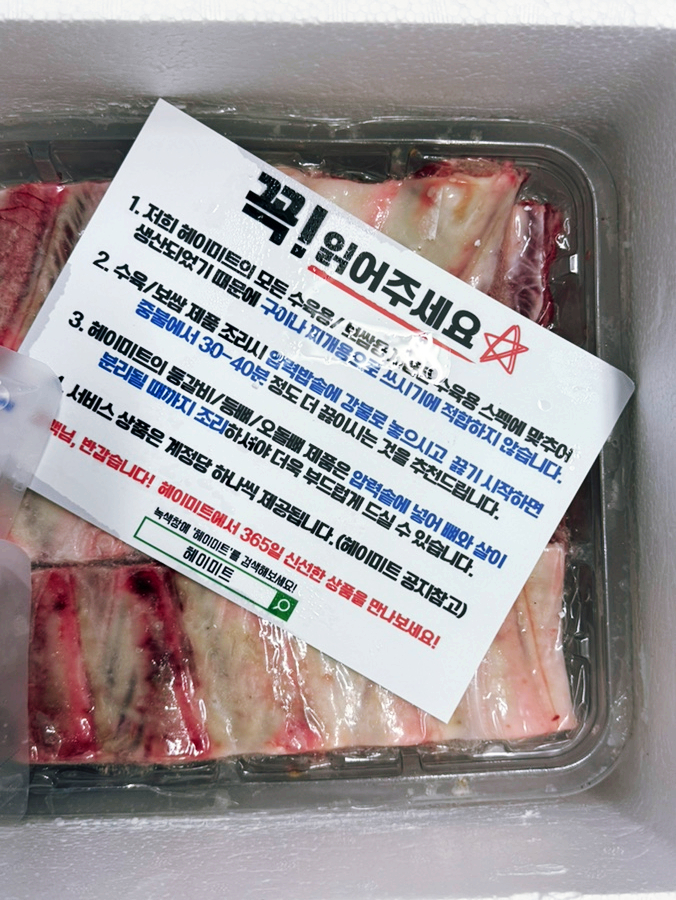 꼭! 읽어주세요
1. 저희 헤이미트의 모든 수육용/보쌈용 수육용 스펙에 맞추어
생산되었기 때문에 구이나 찌개용으로 쓰시기에 적합하지 않습니다.
2. 수육/보쌈 제품 조리시 압력밥솥에 강불로 놓으시고 끓기 시작하면
중불에서 30-40분 정도 더 끓이시는 것을 추천드립니다.
3. 헤이미트의 등갈비/등뼈/오돌뼈 제품은 압력솥에 넣어 뼈와 살이
분리될 때까지 조리하셔야 더욱 부드럽게 드실 수 있습니다.
서비스 상품은 계정당 하나씩 제공됩니다. (헤이미트 공지참고)
반갑습니다! 헤이미트에서 365일 신선한 상품을 만나보세요!
녹색창에 '헤이미트'를 검색해보세요!
헤이미트